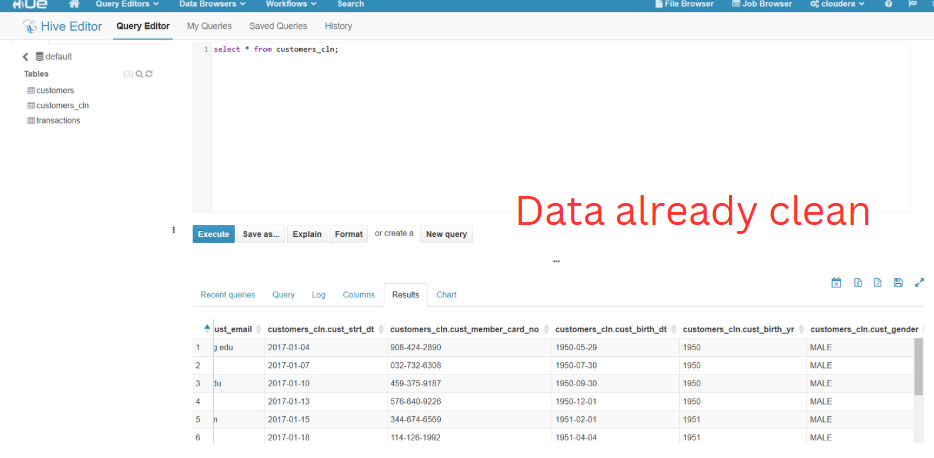 HUE Query Editors Data Browsers Workflows Search File Browser Job Browser cloudera
Hive Editor Query Editor My Queries Saved Queries History
default
Tables (3)
customers
customers_cln
transactions
1 select * from customers_cln;
Data already clean
Execute Save as... Explain Format or create a New query
Recent queries Query Log Columns Results Chart
ust_email customers_cln.cust_strt_dt customers_cln.cust_member_card_no customers_cln.cust_birth_dt customers_cln.cust_birth_yr customers_cln.cust_gender
1 g.edu 2017-01-04 908-424-2890 1950-05-29 1950 MALE
2 2017-01-07 032-732-6308 1950-07-30 1950 MALE
3 du 2017-01-10 459-375-9187 1950-09-30 1950 MALE
4 2017-01-13 576-640-9226 1950-12-01 1950 MALE
5 n 2017-01-15 344-674-6569 1951-02-01 1951 MALE
6 2017-01-18 114-126-1992 1951-04-04 1951 MALE